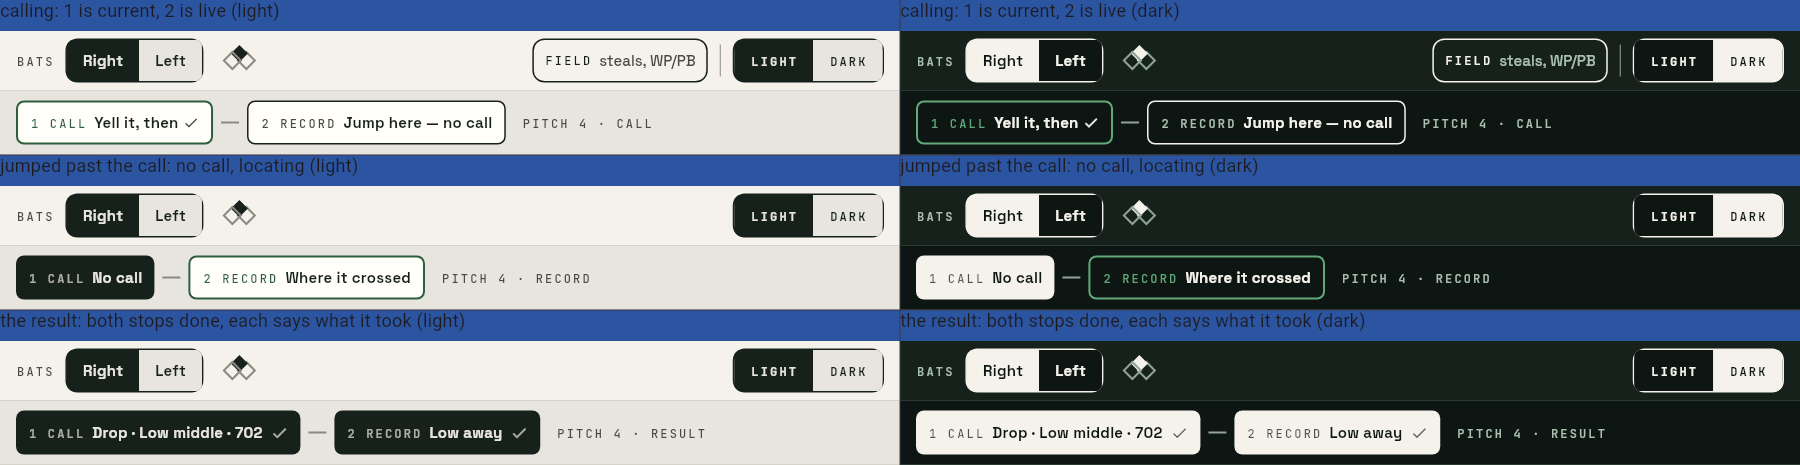 calling: 1 is current, 2 is live (light)
BATS Right Left FIELD steals, WP/PB LIGHT DARK
1 CALL Yell it, then ✓ — 2 RECORD Jump here — no call PITCH 4 · CALL
calling: 1 is current, 2 is live (dark)
BATS Right Left FIELD steals, WP/PB LIGHT DARK
1 CALL Yell it, then ✓ — 2 RECORD Jump here — no call PITCH 4 · CALL
jumped past the call: no call, locating (light)
BATS Right Left LIGHT DARK
1 CALL No call — 2 RECORD Where it crossed PITCH 4 · RECORD
jumped past the call: no call, locating (dark)
BATS Right Left LIGHT DARK
1 CALL No call — 2 RECORD Where it crossed PITCH 4 · RECORD
the result: both stops done, each says what it took (light)
BATS Right Left LIGHT DARK
1 CALL Drop · Low middle · 702 ✓ — 2 RECORD Low away ✓ PITCH 4 · RESULT
the result: both stops done, each says what it took (dark)
BATS Right Left LIGHT DARK
1 CALL Drop · Low middle · 702 ✓ — 2 RECORD Low away ✓ PITCH 4 · RESULT